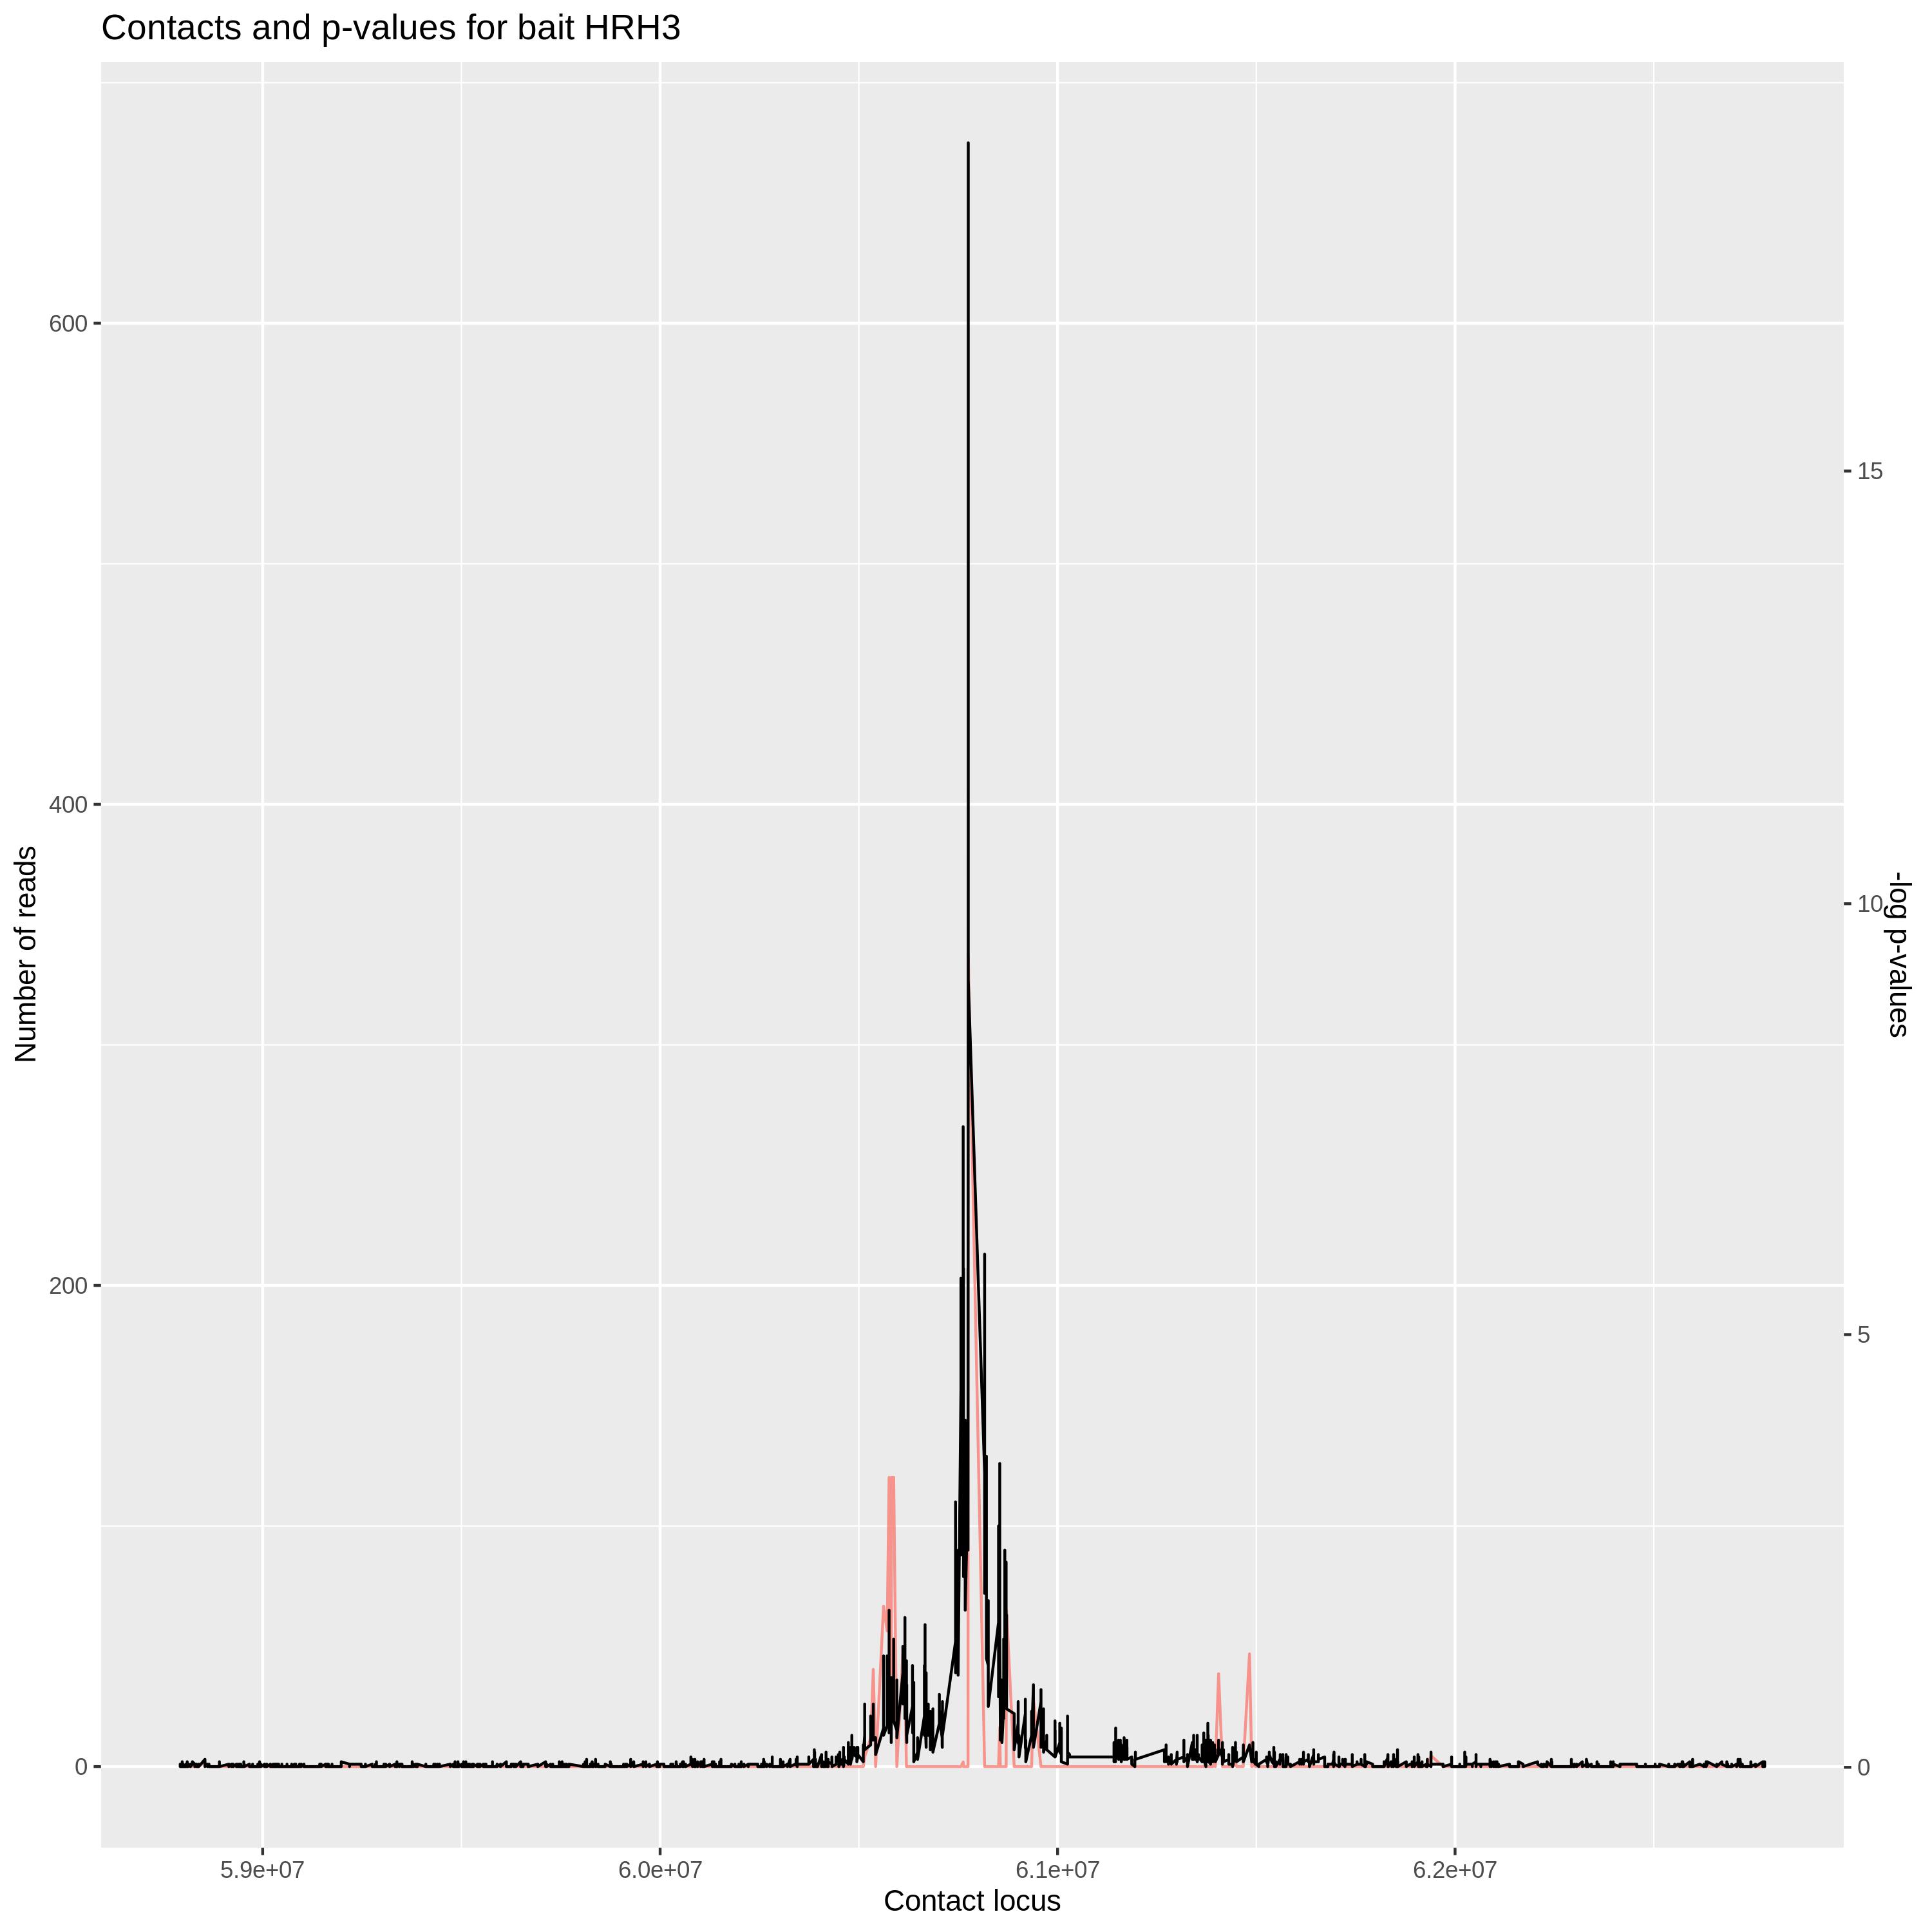 Contacts and p-values for bait HRH3
600
400
200
0
Number of reads
15
10
5
0
-log p-values
5.9e+07 6.0e+07 6.1e+07 6.2e+07
Contact locus